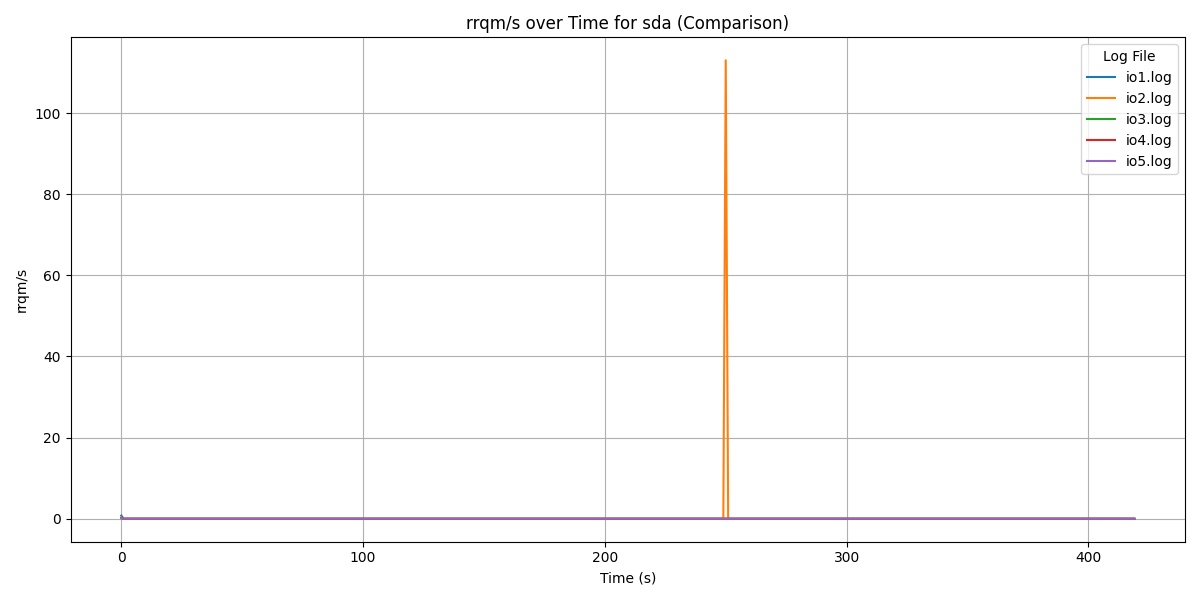 rrqm/s over Time for sda (Comparison)
Log File
io1.log
io2.log
io3.log
io4.log
io5.log
rrqm/s
100
80
60
40
20
0
0
100
200
300
400
Time (s)